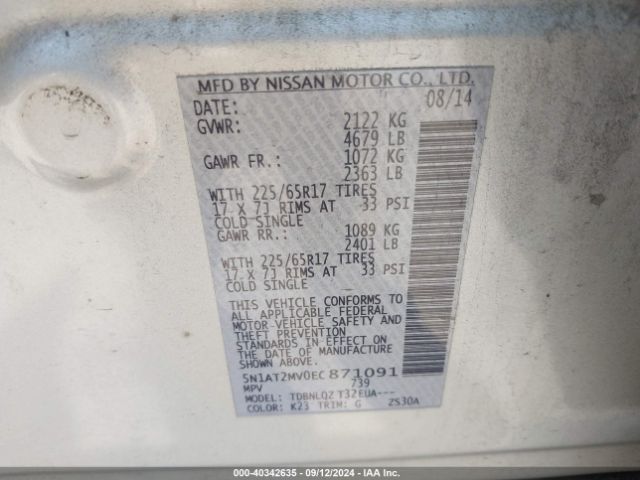 MFD BY NISSAN MOTOR CO., LTD.
DATE: 08/14
GVWR: 2122 KG
4679 LB
GAWR FR.: 1072 KG
2363 LB
WITH 225/65R17 TIRES
17 X 7J RIMS AT 33 PSI
COLD SINGLE
GAWR RR.: 1089 KG
2401 LB
WITH 225/65R17 TIRES
17 X 7J RIMS AT 33 PSI
COLD SINGLE
THIS VEHICLE CONFORMS TO
ALL APPLICABLE FEDERAL
MOTOR VEHICLE SAFETY AND
THEFT PREVENTION
STANDARDS IN EFFECT ON
THE DATE OF MANUFACTURE
SHOWN ABOVE.
5N1AT2MV0EC871091
MPV 739
MODEL: TDBNLQZ T32EUA---
COLOR: K23 TRIM: G ZS30A
000-40342635 - 09/12/2024 - IAA Inc.